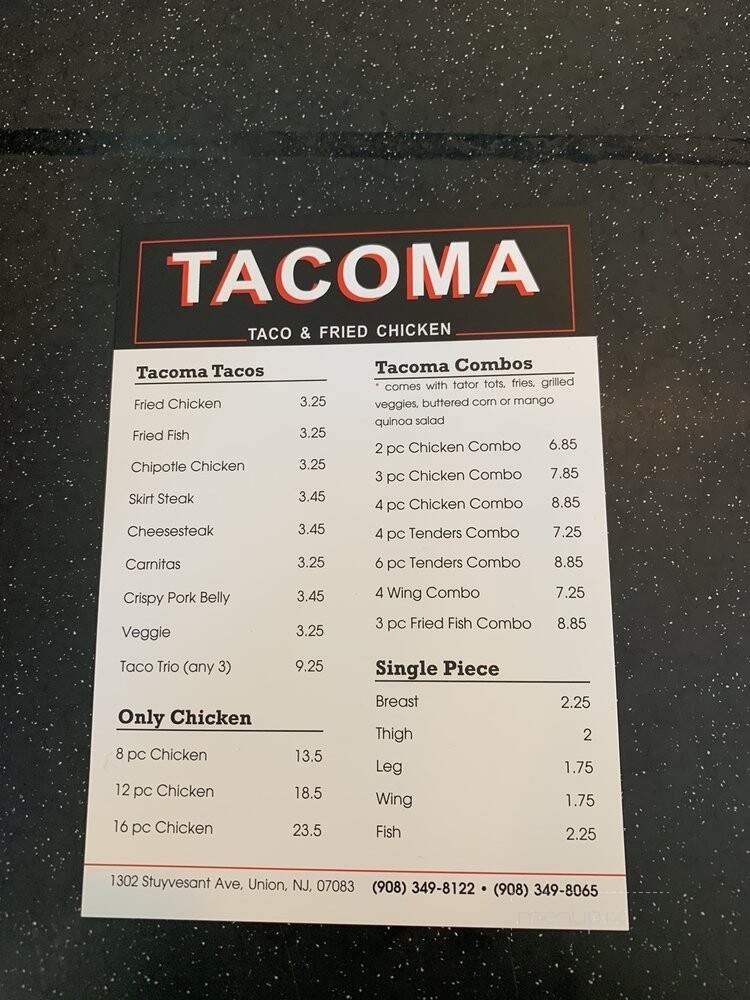 TACOMA
TACO & FRIED CHICKEN
Tacoma Tacos
Fried Chicken 3.25
Fried Fish 3.25
Chipotle Chicken 3.25
Skirt Steak 3.45
Cheesesteak 3.45
Carnitas 3.25
Crispy Pork Belly 3.45
Veggie 3.25
Taco Trio (any 3) 9.25
Only Chicken
8 pc Chicken 13.5
12 pc Chicken 18.5
16 pc Chicken 23.5
Tacoma Combos
* comes with tator tots, fries, grilled
veggies, buttered corn or mango
quinoa salad
2 pc Chicken Combo 6.85
3 pc Chicken Combo 7.85
4 pc Chicken Combo 8.85
4 pc Tenders Combo 7.25
6 pc Tenders Combo 8.85
4 Wing Combo 7.25
3 pc Fried Fish Combo 8.85
Single Piece
Breast 2.25
Thigh 2
Leg 1.75
Wing 1.75
Fish 2.25
1302 Stuyvesant Ave, Union, NJ, 07083 (908) 349-8122 • (908) 349-8065